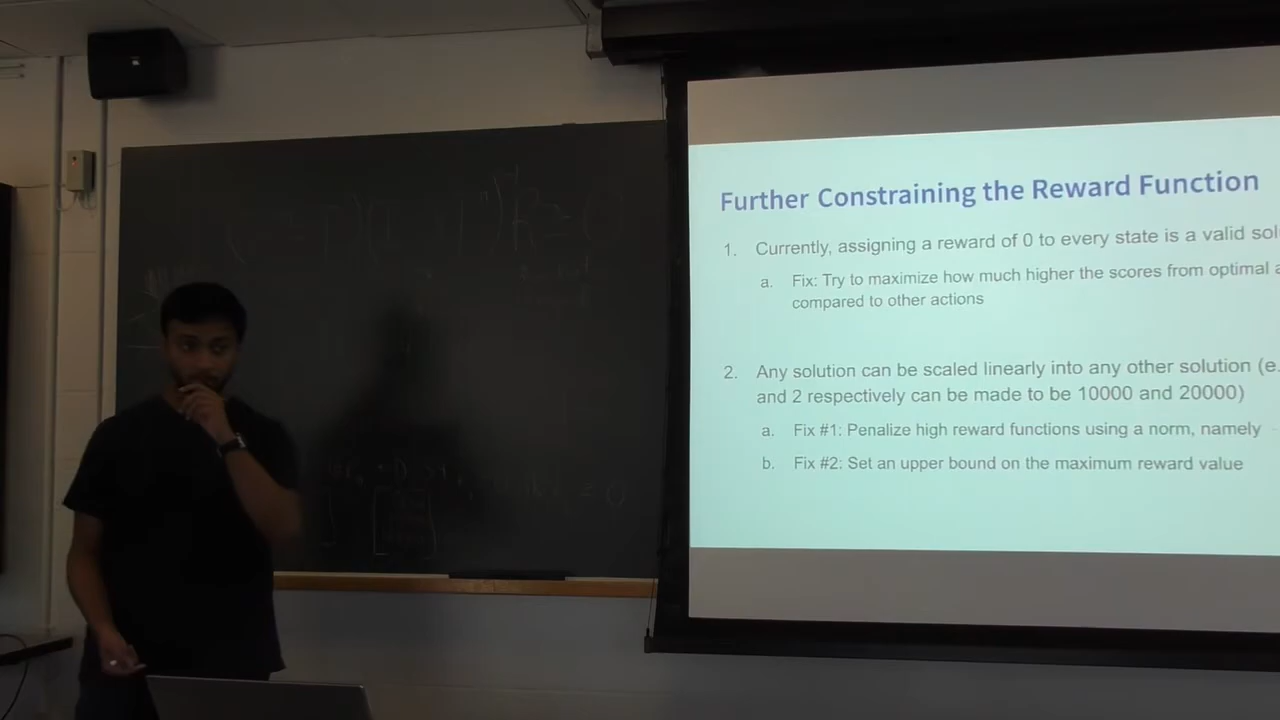 Further Constraining the Reward Function
1. Currently, assigning a reward of 0 to every state is a valid
a. Fix: Try to maximize how much higher the scores from optimal
compared to other actions
2. Any solution can be scaled linearly into any other solution (e.
and 2 respectively can be made to be 10000 and 20000)
a. Fix #1: Penalize high reward functions using a norm, namely
b. Fix #2: Set an upper bound on the maximum reward value